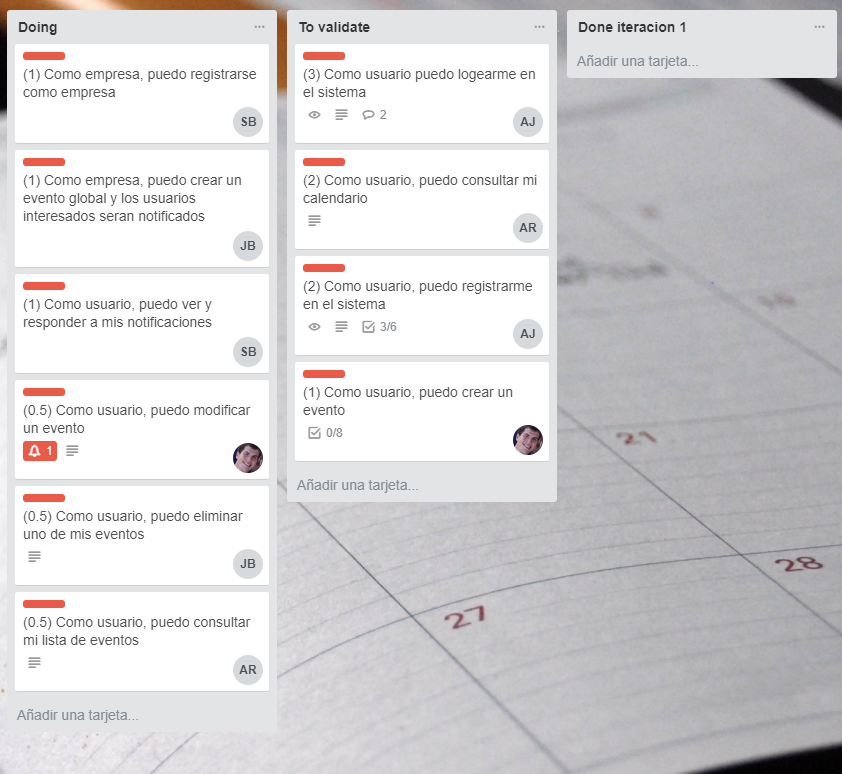 Doing
(1) Como empresa, puedo registrarse
como empresa
SB
(1) Como empresa, puedo crear un
evento global y los usuarios
interesados seran notificados
JB
(1) Como usuario, puedo ver y
responder a mis notificaciones
SB
(0.5) Como usuario, puedo modificar
un evento
1
(0.5) Como usuario, puedo eliminar
uno de mis eventos
JB
(0.5) Como usuario, puedo consultar
mi lista de eventos
AR
Añadir una tarjeta...
To validate
(3) Como usuario puedo logearme en
el sistema
2
AJ
(2) Como usuario, puedo consultar mi
calendario
AR
(2) Como usuario, puedo registrarme
en el sistema
3/6
AJ
(1) Como usuario, puedo crear un
evento
0/8
Añadir una tarjeta...
Done iteracion 1
Añadir una tarjeta...
21
27
28